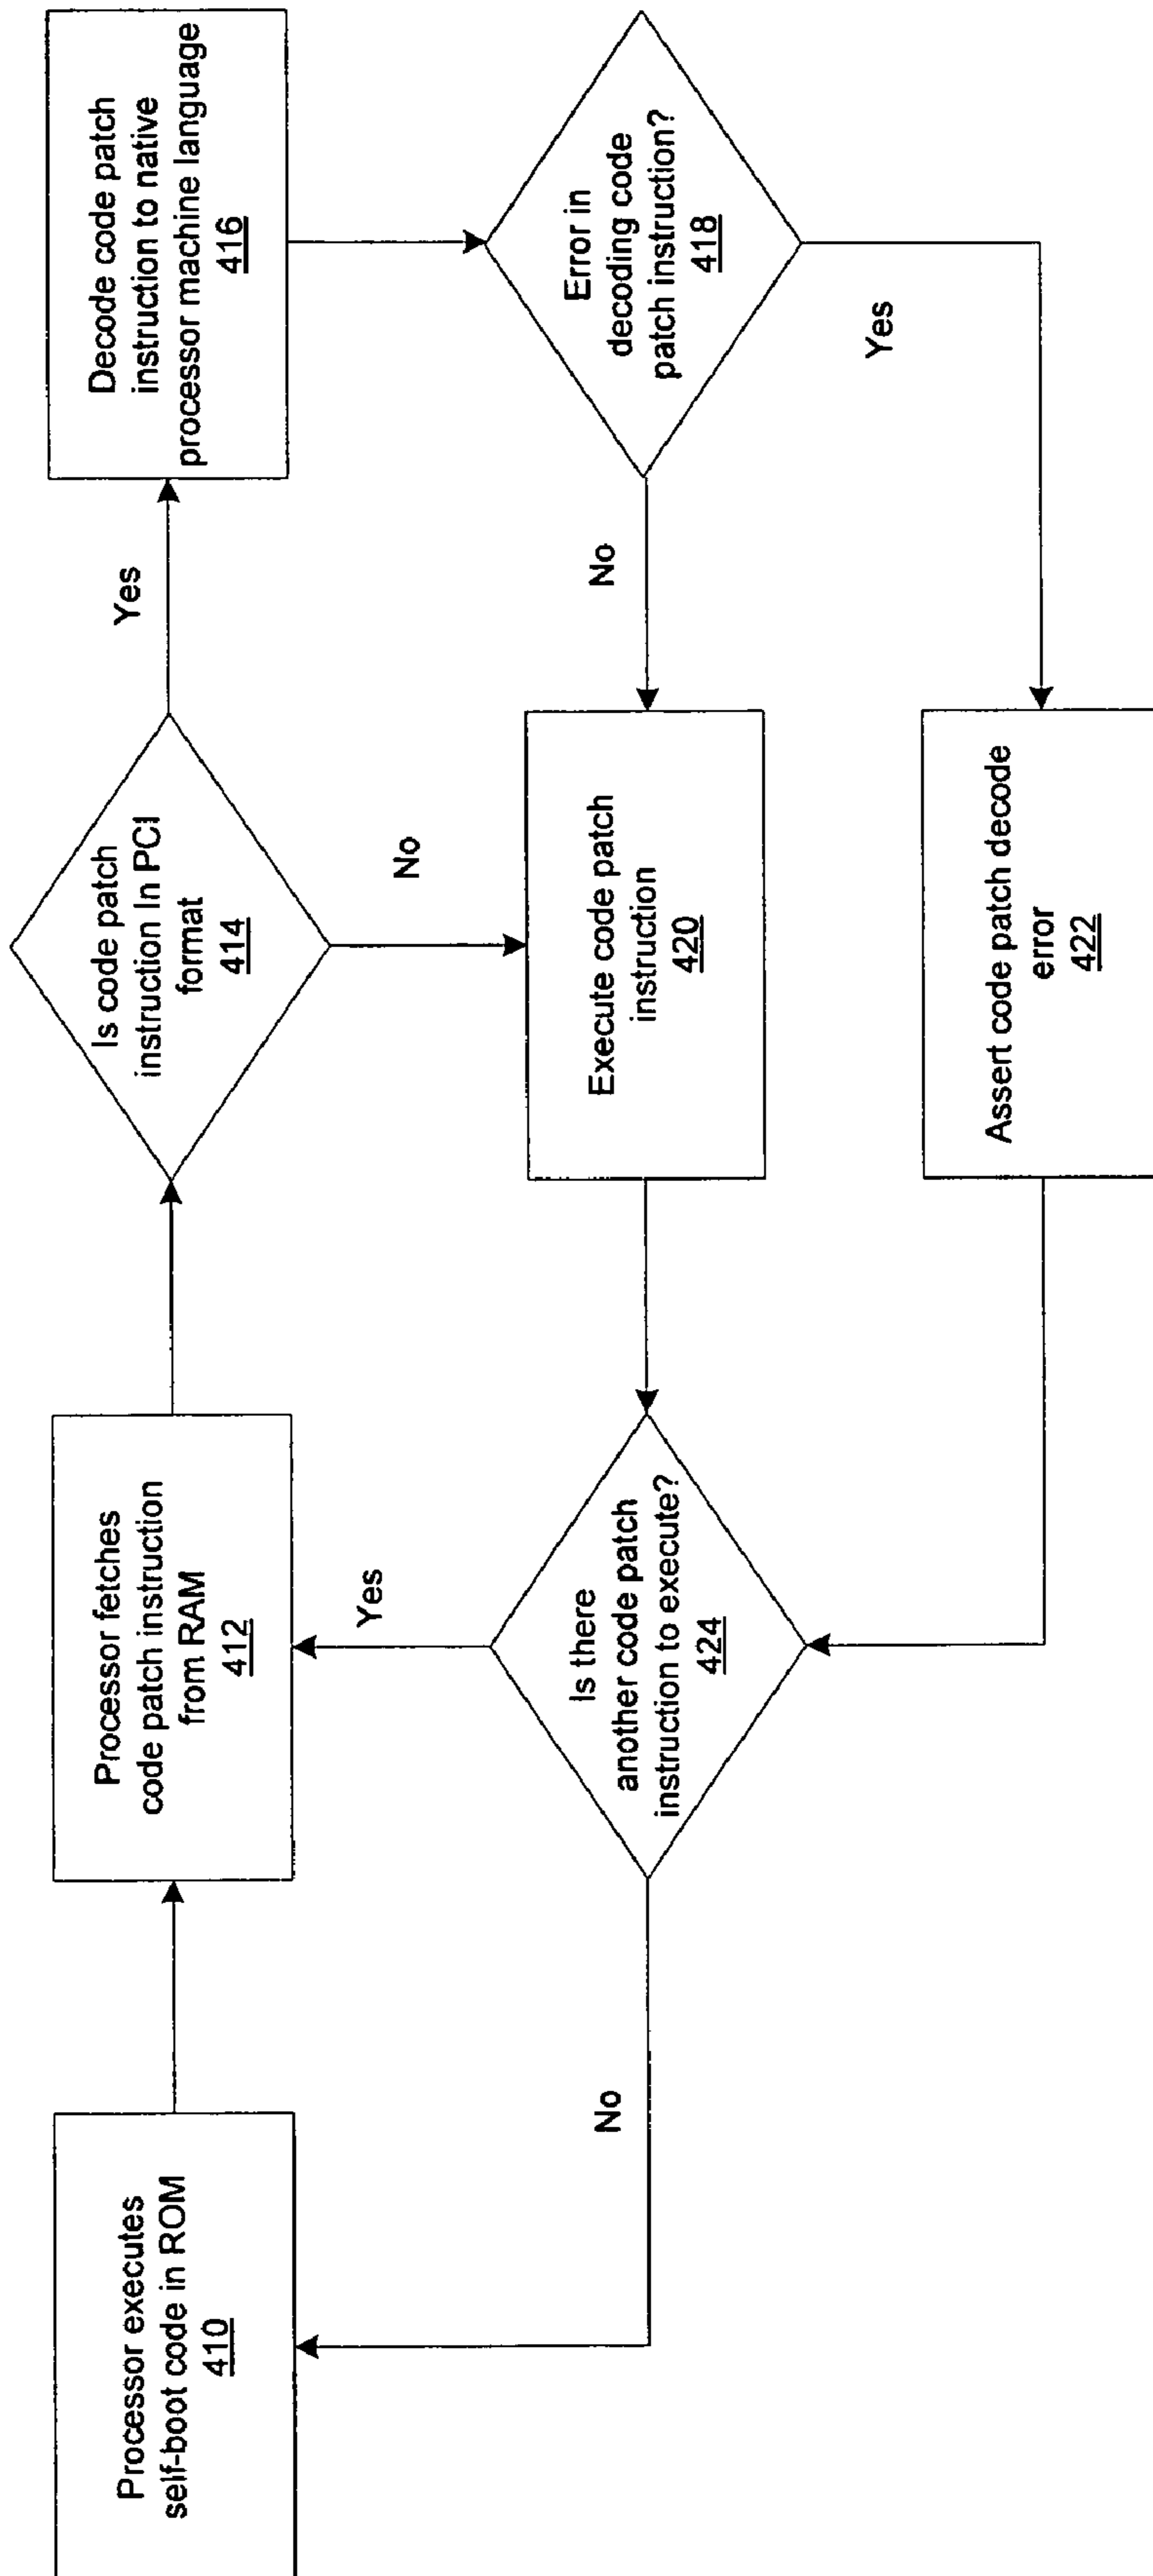 Processor executes
self-boot code in ROM
410
Processor fetches
code patch instruction
from RAM
412
Is code patch
instruction In PCI
format
414
Yes
Decode code patch
instruction to native
processor machine language
416
No
Yes
Is there
another code patch
instruction to execute?
424
No
Execute code patch
instruction
420
No
Error in
decoding code
patch instruction?
418
Yes
Assert code patch decode
error
422